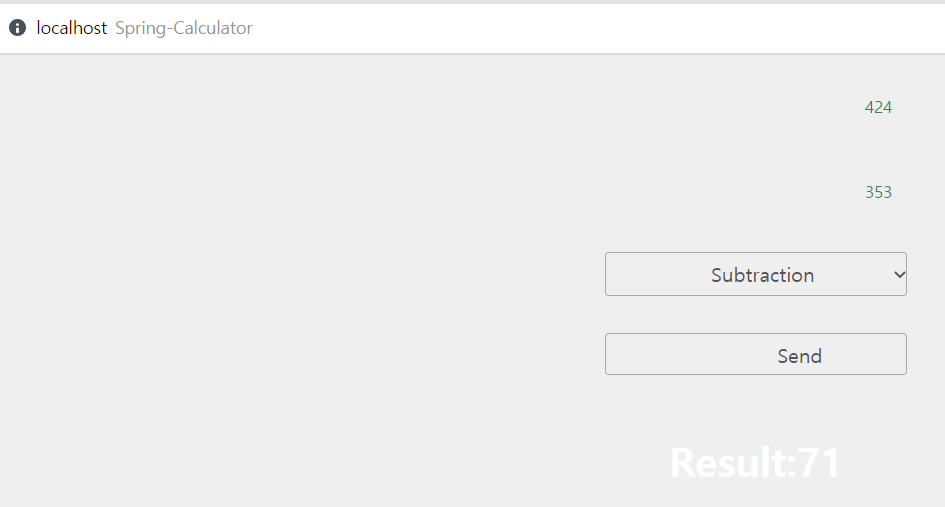 localhost Spring-Calculator
424
353
Subtraction
Send
Result:71